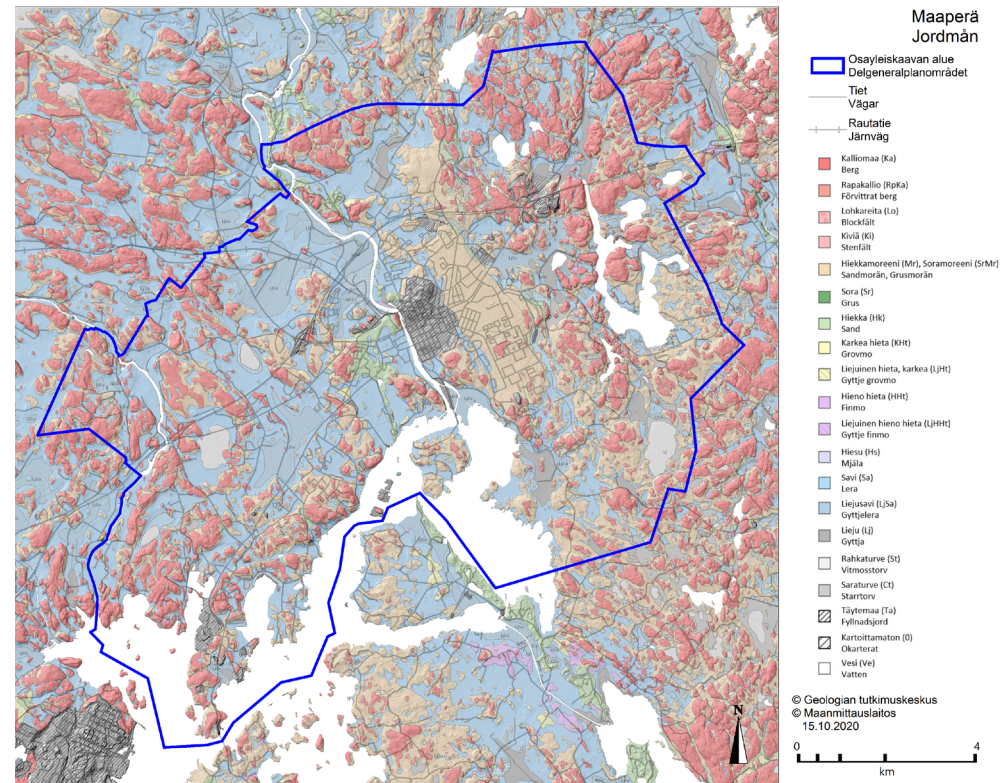 Maaperä
Jordmån
Osayleiskaavan alue
Delgeneralplanområdet
Tiet
Vägar
Rautatie
Järnväg
Kalliomaa (Ka)
Berg
Rapakallio (RpKa)
Förvittrat berg
Lohkareita (Lo)
Blockfält
Kiviä (Ki)
Stenfält
Hiekkamoreeni (Mr), Soramoreeni (SrMr)
Sandmorän, Grusmorän
Sora (Sr)
Grus
Hiekka (Hk)
Sand
Karkea hieta (KHt)
Grovmo
Liejuinen hieta, karkea (LjHt)
Gyttje grovmo
Hieno hieta (HHt)
Finmo
Liejuinen hieno hieta (LjHHt)
Gyttje finmo
Hiesu (Hs)
Mjäla
Savi (Sa)
Lera
Liejusavi (LjSa)
Gyttjelera
Lieju (Lj)
Gyttja
Rahkaturve (St)
Vitmosstorv
Saraturve (Ct)
Starrtorv
Täytemaa (Ta)
Fyllnadsjord
Kartoittamaton (0)
Okarterat
Vesi (Ve)
Vatten
© Geologian tutkimuskeskus
© Maanmittauslaitos
15.10.2020
N
0 4
km